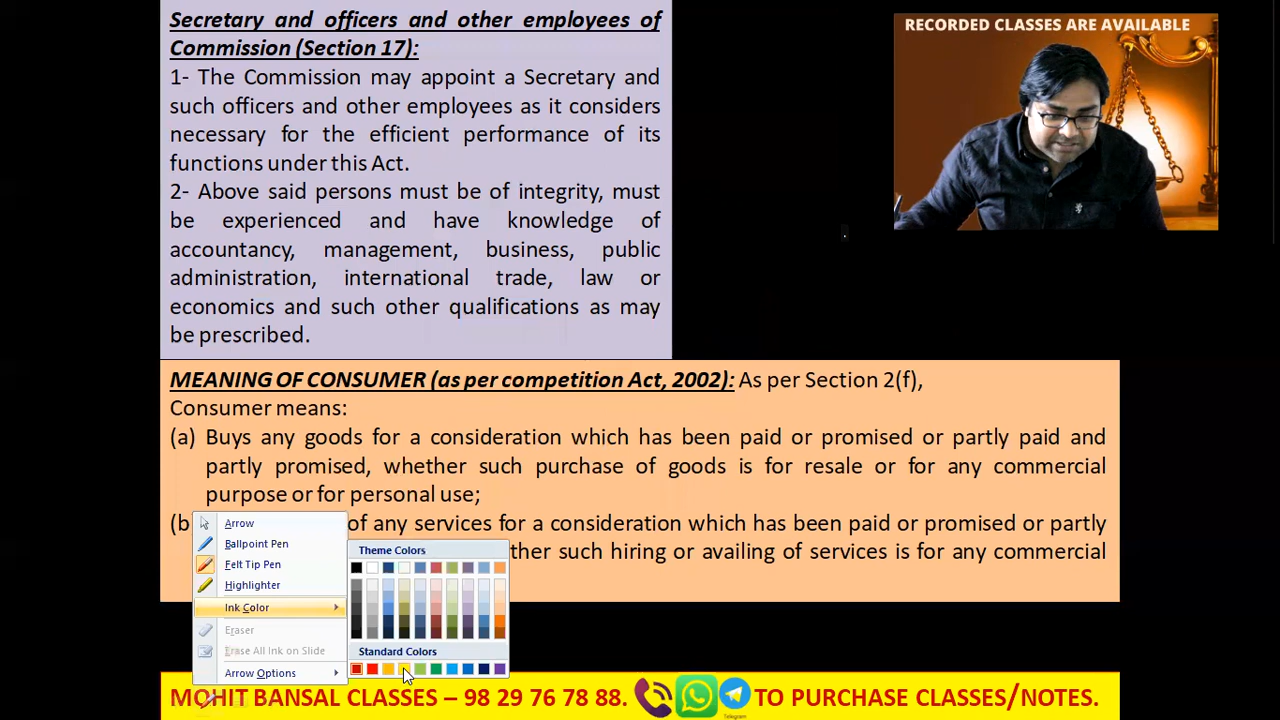 Secretary and officers and other employees of
Commission (Section 17):
1- The Commission may appoint a Secretary and
such officers and other employees as it considers
necessary for the efficient performance of its
functions under this Act.
2- Above said persons must be of integrity, must
be experienced and have knowledge of
accountancy, management, business, public
administration, international trade, law or
economics and such other qualifications as may
be prescribed.
RECORDED CLASSES ARE AVAILABLE
MEANING OF CONSUMER (as per competition Act, 2002): As per Section 2(f),
Consumer means:
(a) Buys any goods for a consideration which has been paid or promised or partly paid and
partly promised, whether such purchase of goods is for resale or for any commercial
purpose or for personal use;
(b of any services for a consideration which has been paid or promised or partly
ther such hiring or availing of services is for any commercial
Arrow
Ballpoint Pen
Felt Tip Pen
Highlighter
Ink Color
Eraser
Erase All Ink on Slide
Arrow Options
Theme Colors
Standard Colors
MOHIT BANSAL CLASSES – 98 29 76 78 88. TO PURCHASE CLASSES/NOTES.
Telegram